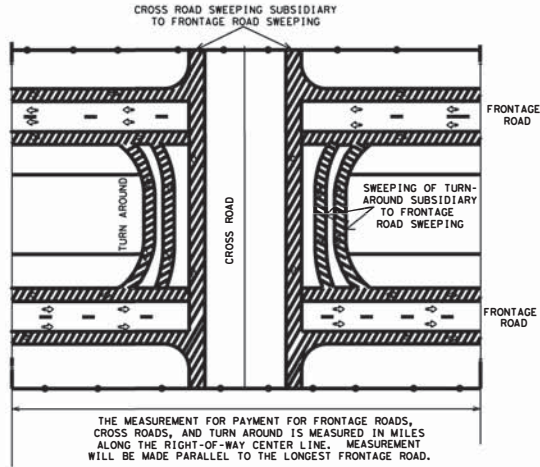 CROSS ROAD SWEEPING SUBSIDIARY
TO FRONTAGE ROAD SWEEPING
FRONTAGE
ROAD
TURN AROUND
CROSS ROAD
SWEEPING OF TURN-
AROUND SUBSIDIARY
TO FRONTAGE
ROAD SWEEPING
FRONTAGE
ROAD
THE MEASUREMENT FOR PAYMENT FOR FRONTAGE ROADS,
CROSS ROADS, AND TURN AROUND IS MEASURED IN MILES
ALONG THE RIGHT-OF-WAY CENTER LINE. MEASUREMENT
WILL BE MADE PARALLEL TO THE LONGEST FRONTAGE ROAD.